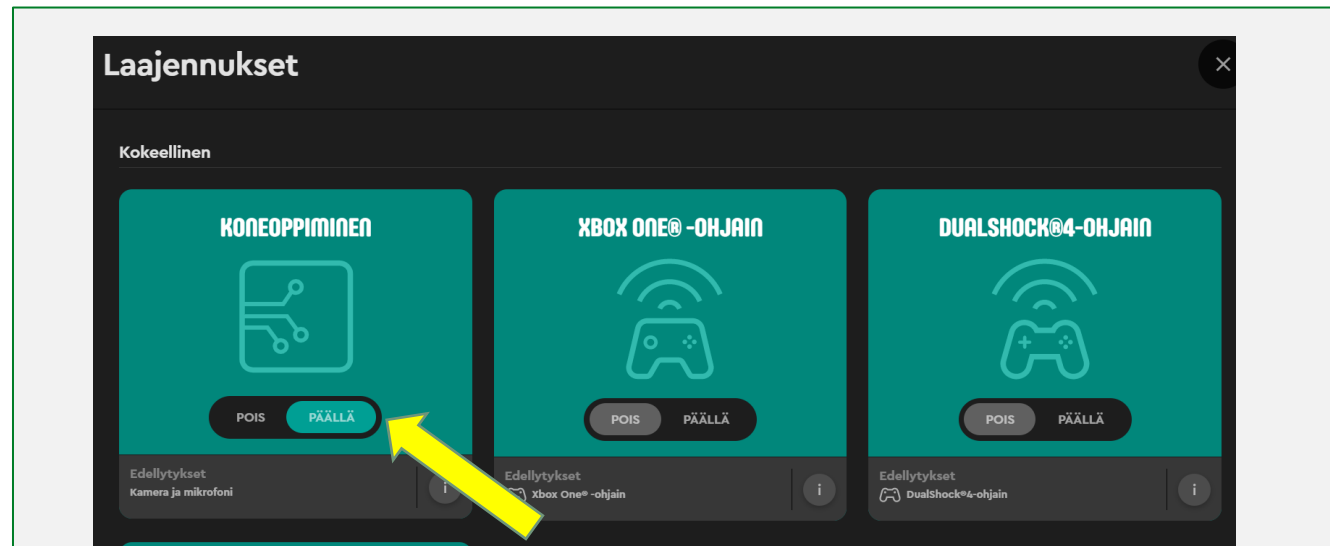 Laajennukset
Kokeellinen
KONEOPPIMINEN
POIS PÄÄLLÄ
Edellytykset
Kamera ja mikrofoni
i
XBOX ONE® -OHJAIN
POIS PÄÄLLÄ
Edellytykset
Xbox One® -ohjain
i
DUALSHOCK®4-OHJAIN
POIS PÄÄLLÄ
Edellytykset
DualShock®4-ohjain
i